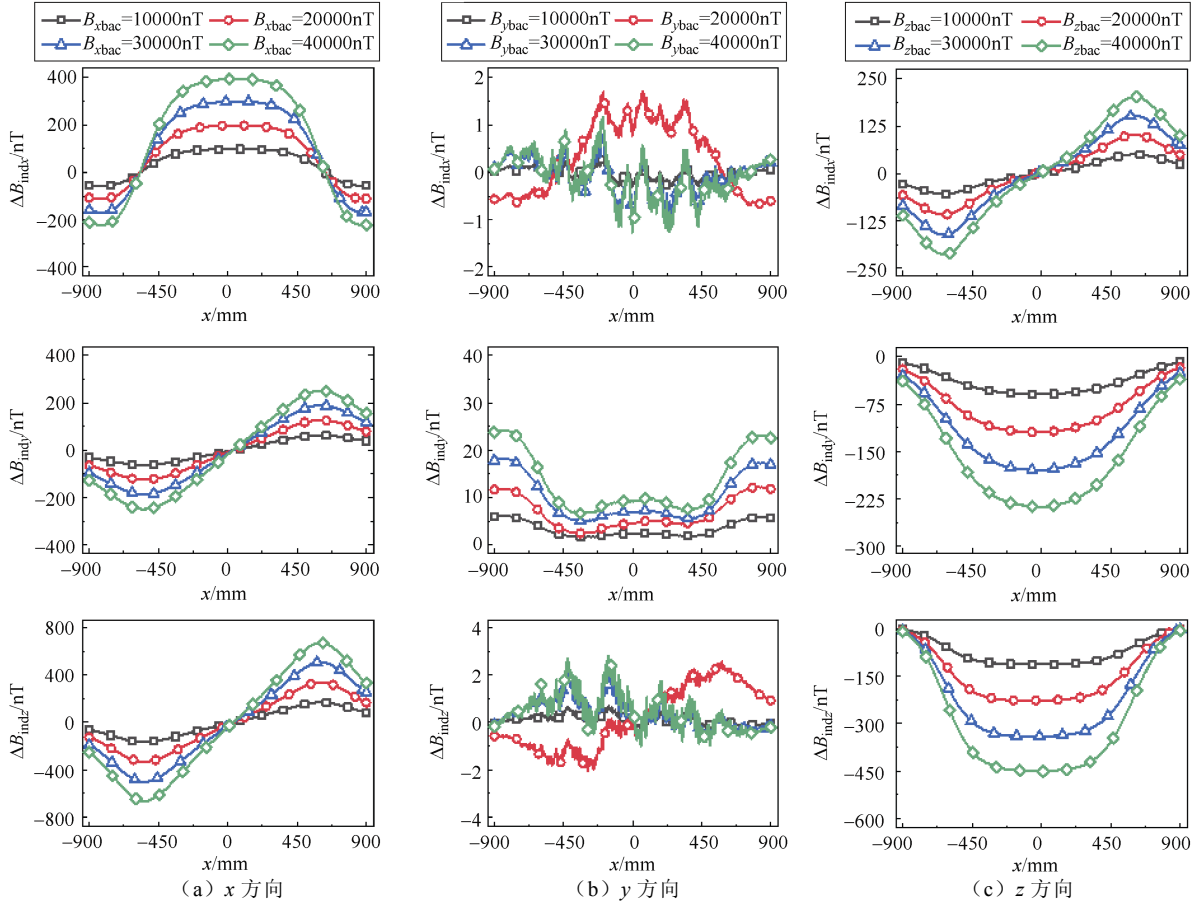 B_xbac=10000nT B_xbac=20000nT
B_xbac=30000nT B_xbac=40000nT
B_ybac=10000nT B_ybac=20000nT
B_ybac=30000nT B_ybac=40000nT
B_zbac=10000nT B_zbac=20000nT
B_zbac=30000nT B_zbac=40000nT
ΔB_indx/nT
400
200
0
−200
−400
−900 −450 0 450 900
x/mm
ΔB_indx/nT
2
1
0
−1
−2
−900 −450 0 450 900
x/mm
ΔB_indx/nT
250
125
0
−125
−250
−900 −450 0 450 900
x/mm
ΔB_indy/nT
400
200
0
−200
−400
−900 −450 0 450 900
x/mm
ΔB_indy/nT
40
30
20
10
0
−900 −450 0 450 900
x/mm
ΔB_indy/nT
0
−75
−150
−225
−300
−900 −450 0 450 900
x/mm
ΔB_indz/nT
800
400
0
−400
−800
−900 −450 0 450 900
x/mm
ΔB_indz/nT
4
2
0
−2
−4
−900 −450 0 450 900
x/mm
ΔB_indz/nT
0
−150
−300
−450
−600
−900 −450 0 450 900
x/mm
（a）x 方向
（b）y 方向
（c）z 方向